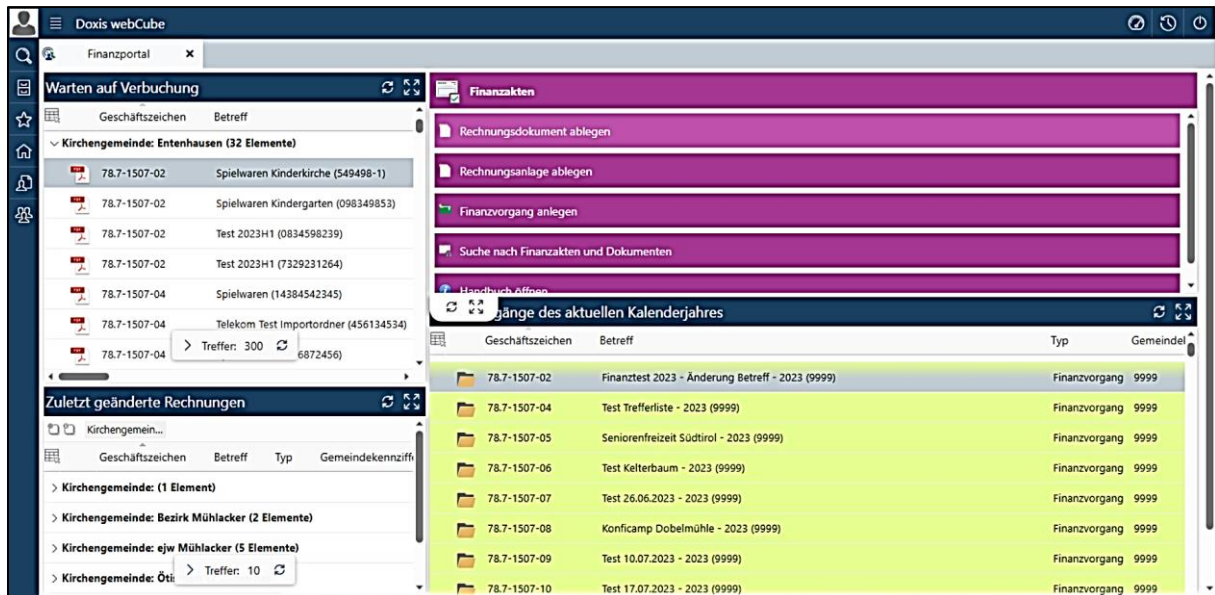 Doxis webCube
Finanzportal
Warten auf Verbuchung
Geschäftszeichen Betreff
Kirchengemeinde: Entenhausen (32 Elemente)
78.7-1507-02 Spielwaren Kinderkirche (549498-1)
78.7-1507-02 Spielwaren Kindergarten (098349853)
78.7-1507-02 Test 2023H1 (0834598239)
78.7-1507-02 Test 2023H1 (7329231264)
78.7-1507-04 Spielwaren (14384542345)
78.7-1507-04 Telekom Test Importordner (456134534)
78.7-1507-04 6872456)
Treffer: 300
Zuletzt geänderte Rechnungen
Kirchengemein...
Geschäftszeichen Betreff Typ Gemeindekennziffe
Kirchengemeinde: (1 Element)
Kirchengemeinde: Bezirk Mühlacker (2 Elemente)
Kirchengemeinde: ejw Mühlacker (5 Elemente)
Kirchengemeinde:
Treffer: 10
Finanzakten
Rechnungsdokument ablegen
Rechnungsanlage ablegen
Finanzvorgang anlegen
Suche nach Finanzakten und Dokumenten
Handbuch öffnen
gänge des aktuellen Kalenderjahres
Geschäftszeichen Betreff Typ Gemeindel
78.7-1507-02 Finanztest 2023 - Änderung Betreff - 2023 (9999) Finanzvorgang 9999
78.7-1507-04 Test Trefferliste - 2023 (9999) Finanzvorgang 9999
78.7-1507-05 Seniorenfreizeit Südtirol - 2023 (9999) Finanzvorgang 9999
78.7-1507-06 Test Kelterbaum - 2023 (9999) Finanzvorgang 9999
78.7-1507-07 Test 26.06.2023 - 2023 (9999) Finanzvorgang 9999
78.7-1507-08 Konficamp Dobelmühle - 2023 (9999) Finanzvorgang 9999
78.7-1507-09 Test 10.07.2023 - 2023 (9999) Finanzvorgang 9999
78.7-1507-10 Test 17.07.2023 - 2023 (9999) Finanzvorgang 9999